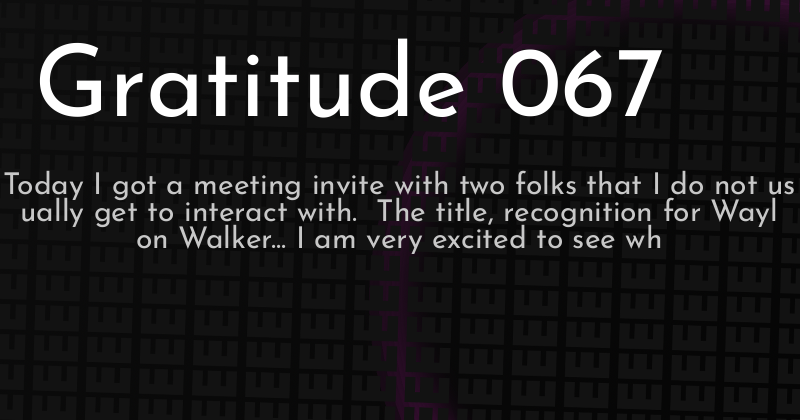 Gratitude 067
Today I got a meeting invite with two folks that I do not us
ually get to interact with.  The title, recognition for Wayl
on Walker... I am very excited to see wh